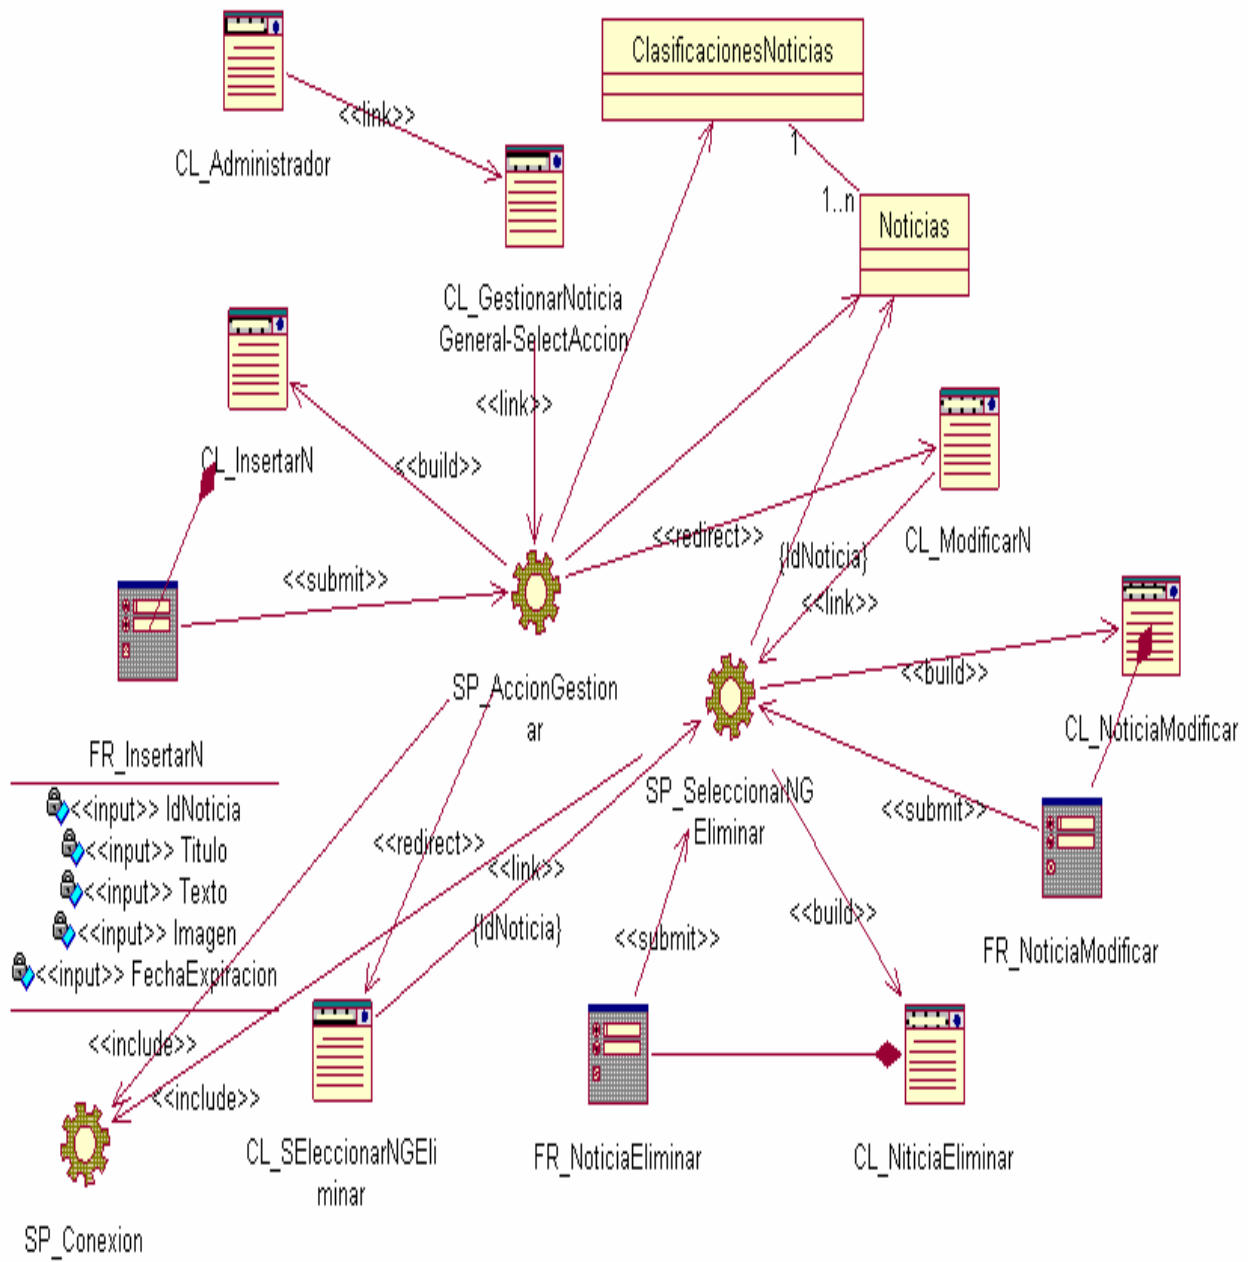 ClasificacionesNoticias
<<link>>
1
CL_Administrador
1..n
Noticias
CL_GestionarNoticia
General-SelectAccion
<<link>>
CL_InsertarN
<<build>>
<<redirect>>
CL_ModificarN
{IdNoticia}
<<submit>>
<<link>>
<<build>>
SP_AccionGestion
ar
CL_NoticiaModificar
FR_InsertarN
SP_SeleccionarNG
Eliminar
<<input>> IdNoticia
<<submit>>
<<input>> Titulo
<<redirect>>
<<link>>
<<input>> Texto
<<build>>
<<input>> Imagen
{IdNoticia}
<<submit>>
FR_NoticiaModificar
<<input>> FechaExpiracion
<<include>>
<<include>>
CL_SEleccionarNGEli
minar
FR_NoticiaEliminar
CL_NiticiaEliminar
SP_Conexion